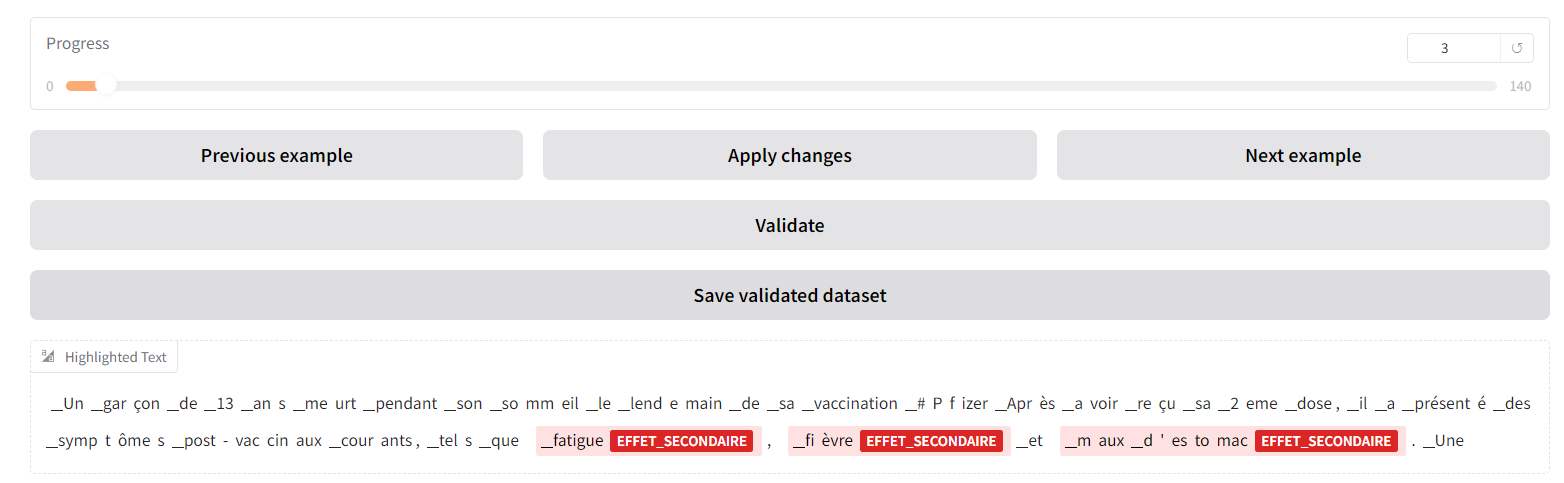 Progress
3
0
140
Previous example
Apply changes
Next example
Validate
Save validated dataset
Highlighted Text
__Un __gar çon __de __13 __an s __me urt __pendant __son __so mm eil __le __lend e main __de __sa __vaccination __# P f izer __Apr ès __a voir __re çu __sa __2 eme __dose , __il __a __présent é __des
__symp t ôme s __post - vac cin aux __cour ants , __tel s __que __fatigue EFFET_SECONDAIRE , __fi èvre EFFET_SECONDAIRE __et __m aux __d ' es to mac EFFET_SECONDAIRE . __Une